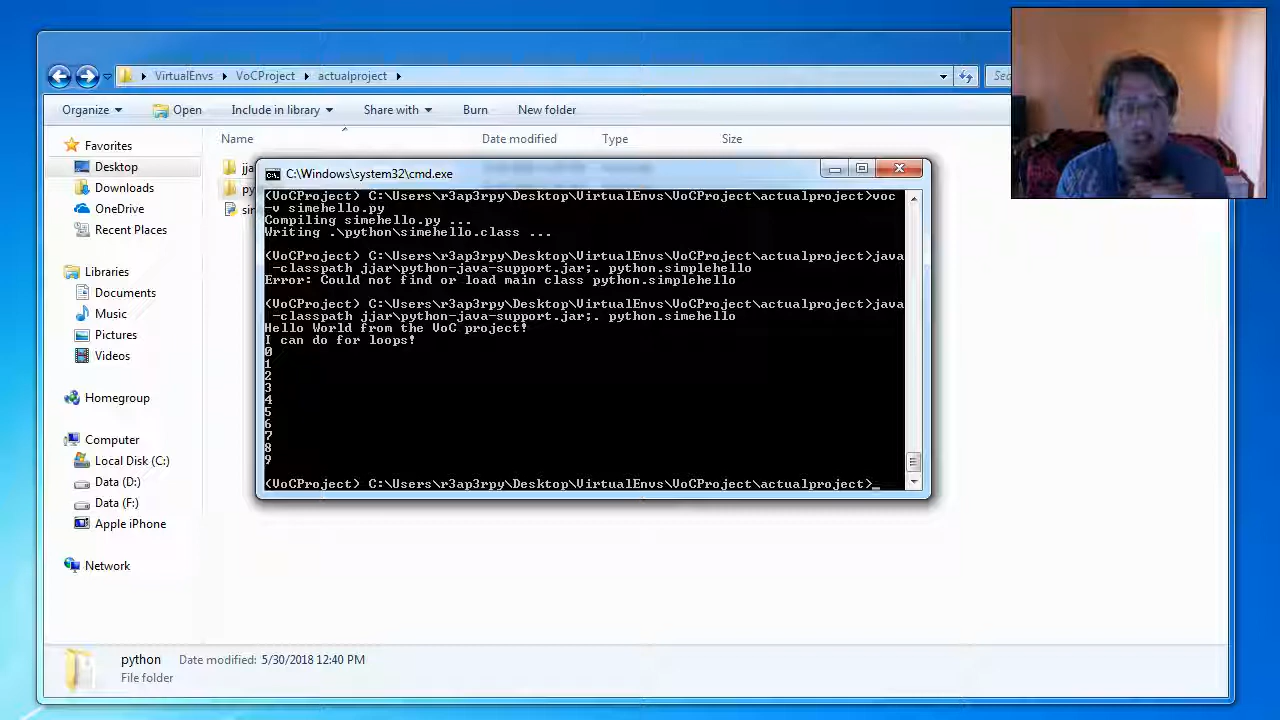 VirtualEnvs VoCProject actualproject
Organize Open Include in library Share with Burn New folder
Name Date modified Type Size
Favorites
Desktop
Downloads
OneDrive
Recent Places
Libraries
Documents
Music
Pictures
Videos
Homegroup
Computer
Local Disk (C:)
Data (D:)
Data (F:)
Apple iPhone
Network
C:\Windows\system32\cmd.exe
(VoCProject) C:\Users\r3ap3rpy\Desktop\VirtualEnvs\VoCProject\actualproject>voc
-v simehello.py
Compiling simehello.py ...
Writing .\python\simehello.class ...
(VoCProject) C:\Users\r3ap3rpy\Desktop\VirtualEnvs\VoCProject\actualproject>java
-classpath jjar\python-java-support.jar;. python.simplehello
Error: Could not find or load main class python.simplehello
(VoCProject) C:\Users\r3ap3rpy\Desktop\VirtualEnvs\VoCProject\actualproject>java
-classpath jjar\python-java-support.jar;. python.simehello
Hello World from the VoC project!
I can do for loops!
0
1
2
3
4
5
6
7
8
9
(VoCProject) C:\Users\r3ap3rpy\Desktop\VirtualEnvs\VoCProject\actualproject>_
python Date modified: 5/30/2018 12:40 PM
File folder